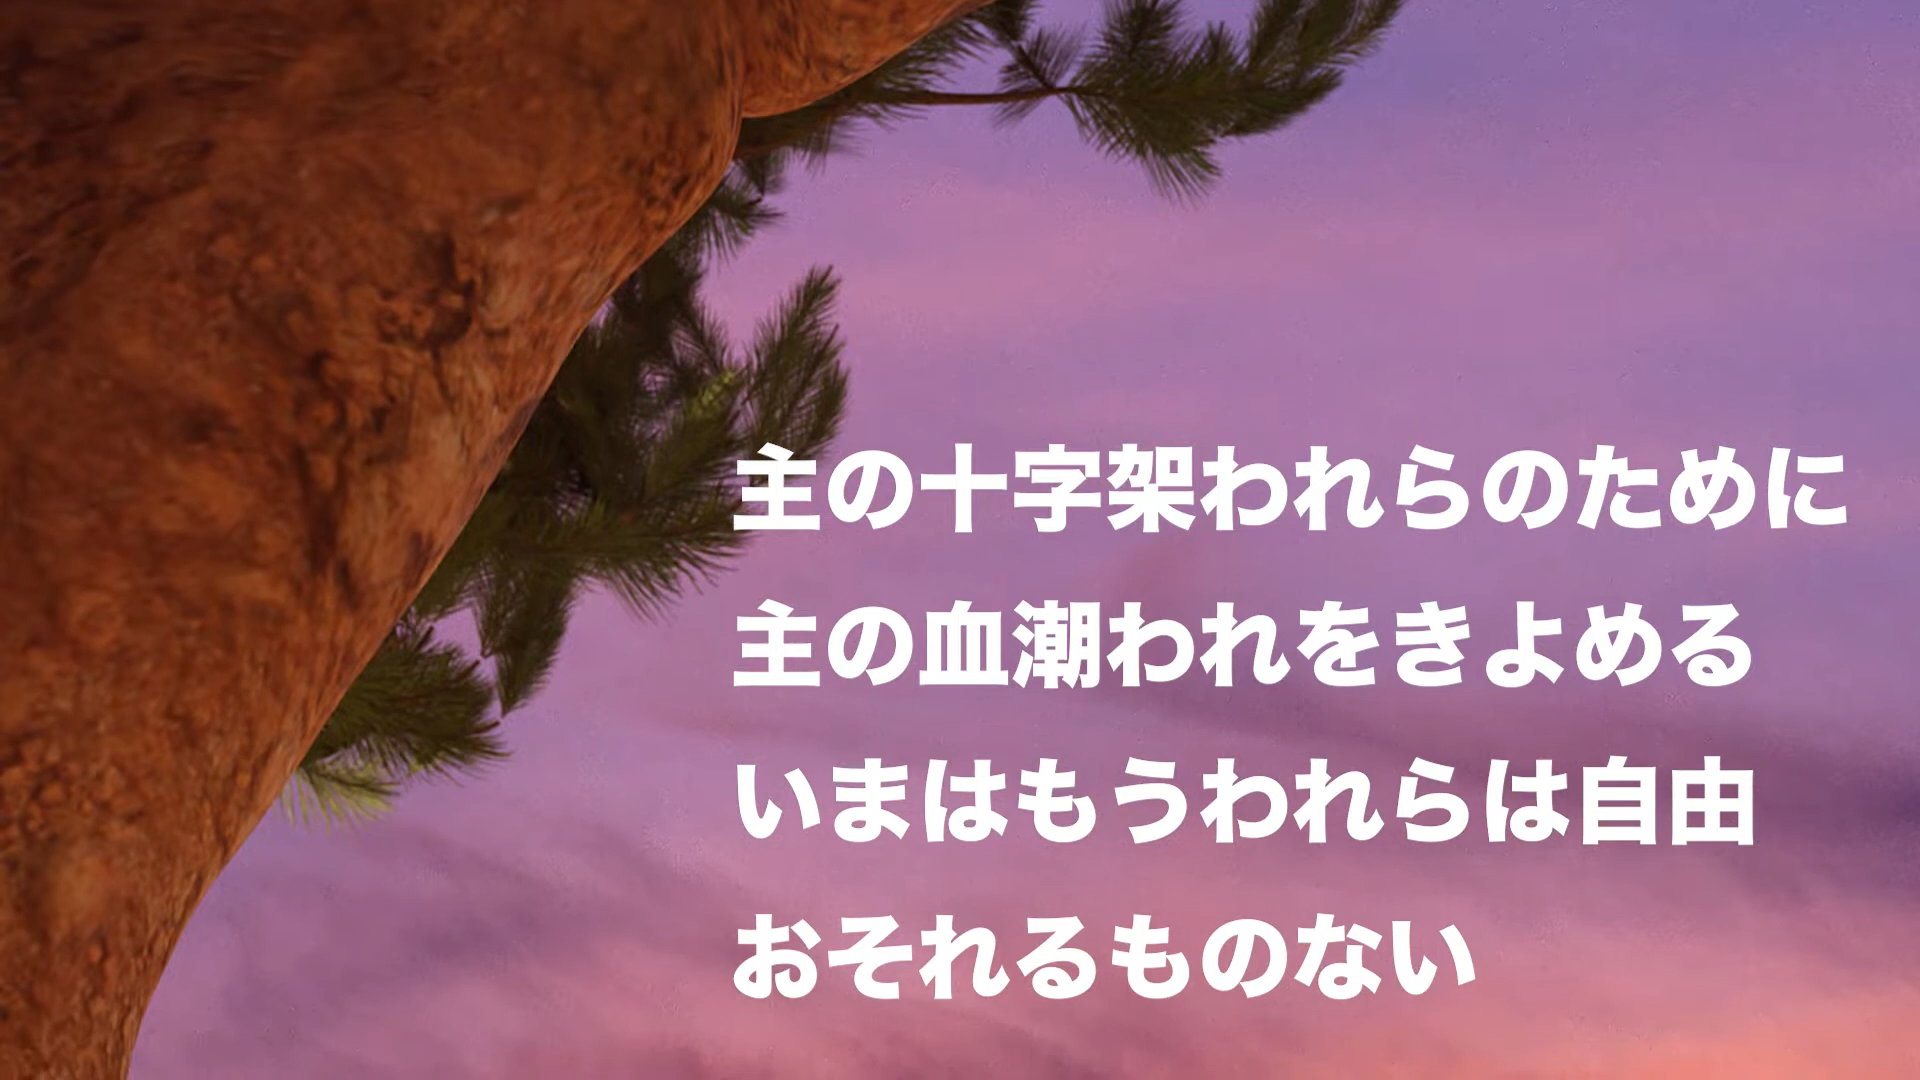 主の十字架われらのために
主の血潮われをきよめる
いまはもうわれらは自由
おそれるものない